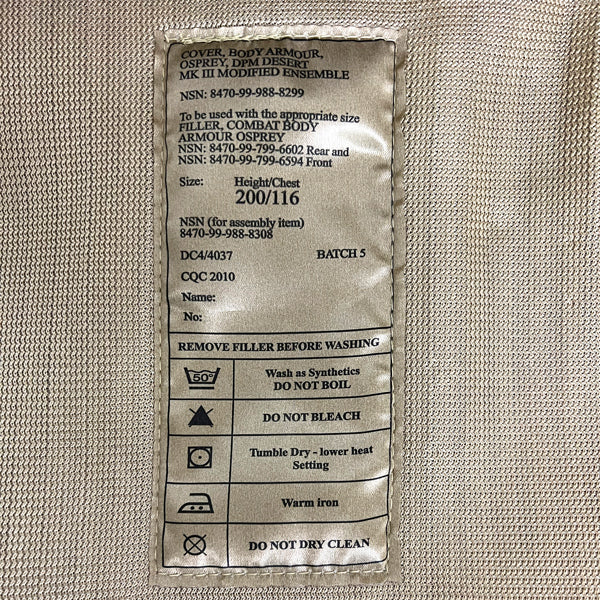 COVER, BODY ARMOUR,
OSPREY, DPM DESERT
MK III MODIFIED ENSEMBLE
NSN: 8470-99-988-8299
To be used with the appropriate size
FILLER, COMBAT BODY
ARMOUR OSPREY
NSN: 8470-99-799-6602 Rear and
NSN: 8470-99-799-6594 Front
Size: Height/Chest
200/116
NSN (for assembly item)
8470-99-988-8308
DC4/4037 BATCH 5
CQC 2010
Name:
No:
REMOVE FILLER BEFORE WASHING
50° Wash as Synthetics
DO NOT BOIL
DO NOT BLEACH
Tumble Dry - lower heat
Setting
Warm iron
DO NOT DRY CLEAN